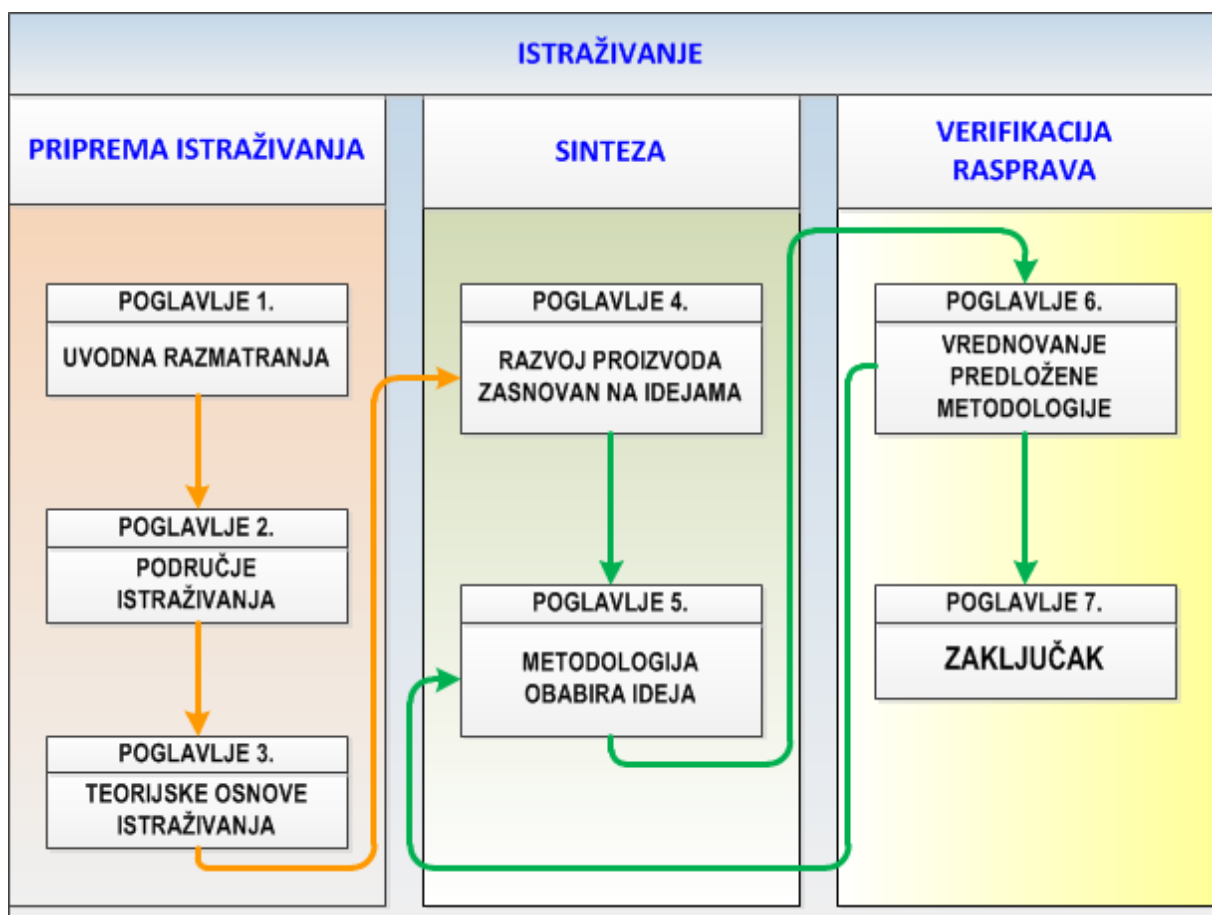 ISTRAŽIVANJE
PRIPREMA ISTRAŽIVANJA
POGLAVLJE 1.
UVODNA RAZMATRANJA
POGLAVLJE 2.
PODRUČJE
ISTRAŽIVANJA
POGLAVLJE 3.
TEORIJSKE OSNOVE
ISTRAŽIVANJA
SINTEZA
POGLAVLJE 4.
RAZVOJ PROIZVODA
ZASNOVAN NA IDEJAMA
POGLAVLJE 5.
METODOLOGIJA
OBABIRA IDEJA
VERIFIKACIJA
RASPRAVA
POGLAVLJE 6.
VREDNOVANJE
PREDLOŽENE
METODOLOGIJE
POGLAVLJE 7.
ZAKLJUČAK